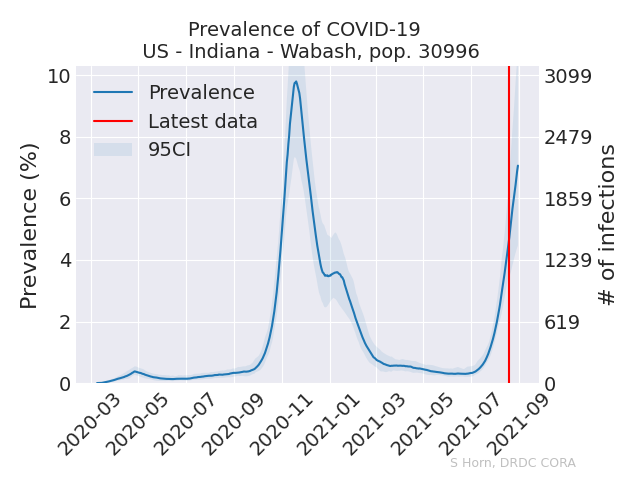 Prevalence of COVID-19
US - Indiana - Wabash, pop. 30996
Prevalence (%)
10
8
6
4
2
0
Prevalence
Latest data
95CI
3099
2479
1859
1239
619
0
# of infections
2020-03
2020-05
2020-07
2020-09
2020-11
2021-01
2021-03
2021-05
2021-07
2021-09
S Horn, DRDC CORA